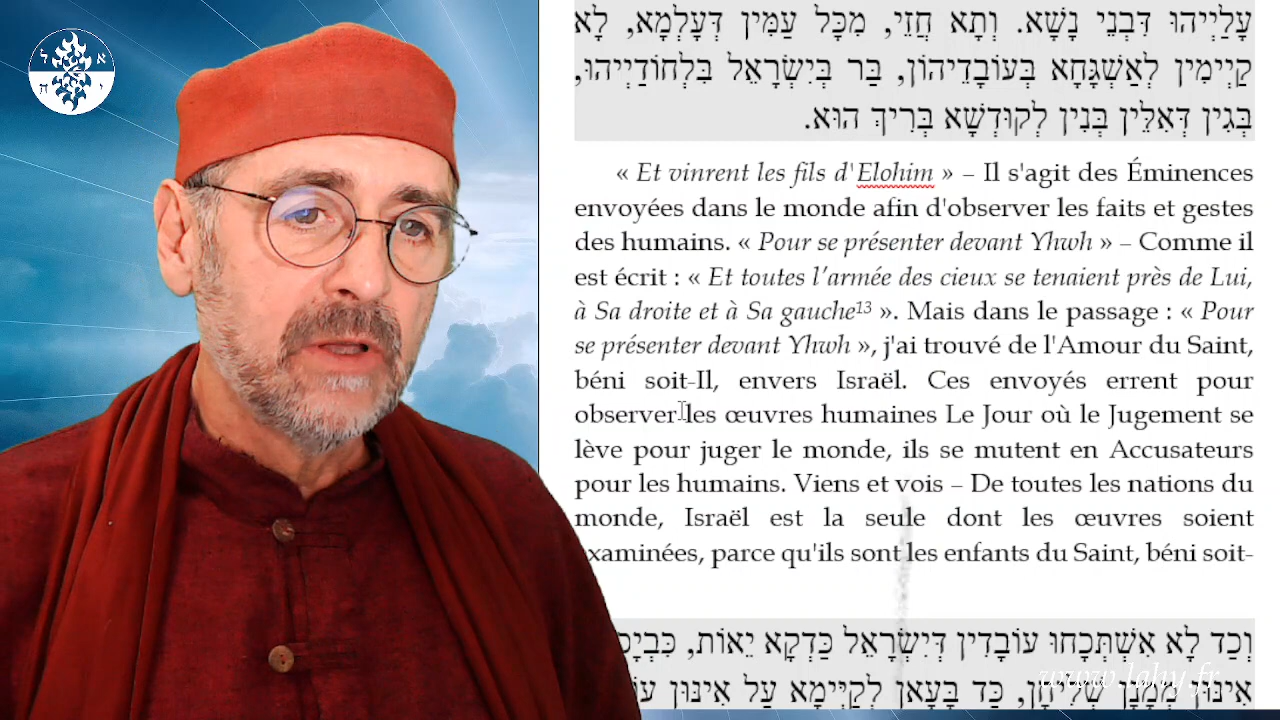 א ל
ה י
עָלַיְיהוּ דִּבְנֵי נָשָׁא. וְתָא חֲזֵי, מִכָּל עַמִּין דְּעָלְמָא, לָא
קַיְימִין לְאַשְׁגָּחָא בְּעוֹבָדֵיהוֹן, בַּר בְּיִשְׂרָאֵל בִּלְחוֹדַיְיהוּ,
בְּגִין דְּאִלֵּין בְּנִין לְקוּדְשָׁא בְּרִיךְ הוּא.
« Et vinrent les fils d'Elohim » – Il s'agit des Éminences
envoyées dans le monde afin d'observer les faits et gestes
des humains. « Pour se présenter devant Yhwh » – Comme il
est écrit : « Et toutes l’armée des cieux se tenaient près de Lui,
à Sa droite et à Sa gauche¹³ ». Mais dans le passage : « Pour
se présenter devant Yhwh », j'ai trouvé de l'Amour du Saint,
béni soit-Il, envers Israël. Ces envoyés errent pour
observer les œuvres humaines Le Jour où le Jugement se
lève pour juger le monde, ils se mutent en Accusateurs
pour les humains. Viens et vois – De toutes les nations du
monde, Israël est la seule dont les œuvres soient
xaminées, parce qu'ils sont les enfants du Saint, béni soit-
וְכַד לָא אִשְׁתְּכָחוּ עוֹבָדִין דְּיִשְׂרָאֵל כַּדְקָא יֵאוֹת,
אִינּוּן מְמָנָן שְׁלִיחָן, כַּד בָּעָאן לְקַיְּימָא עַל אִינּוּן
www.lahy.fr